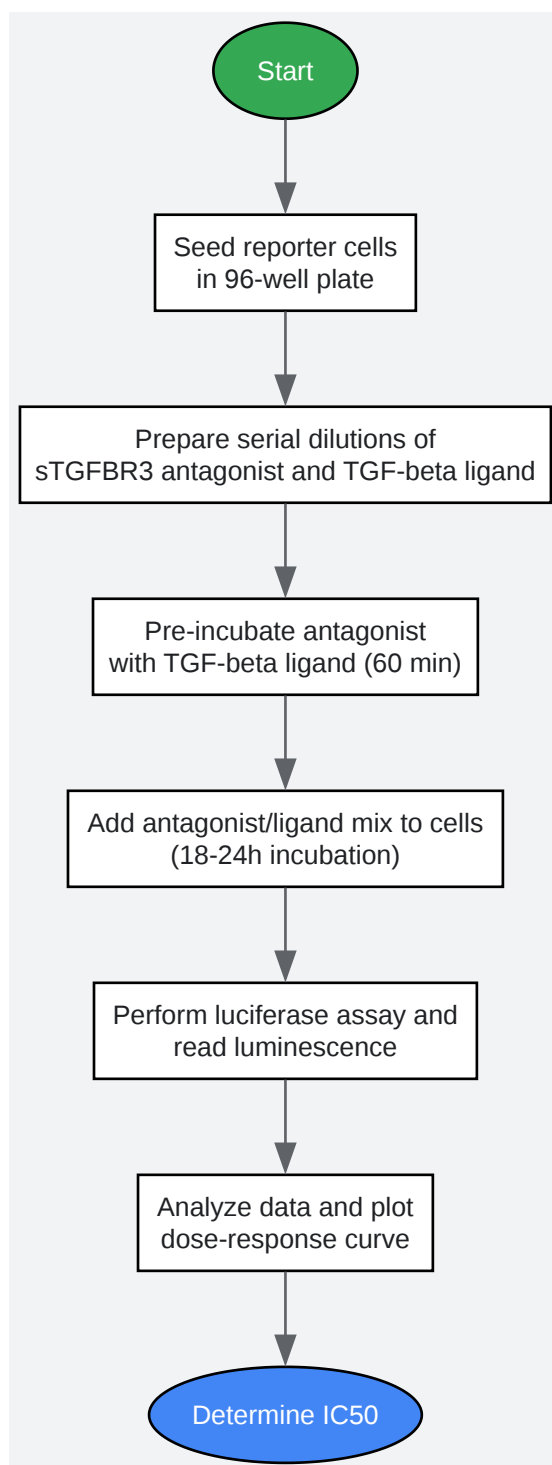 Start
Seed reporter cells
in 96-well plate
Prepare serial dilutions of
sTGFBR3 antagonist and TGF-beta ligand
Pre-incubate antagonist
with TGF-beta ligand (60 min)
Add antagonist/ligand mix to cells
(18-24h incubation)
Perform luciferase assay and
read luminescence
Analyze data and plot
dose-response curve
Determine IC50